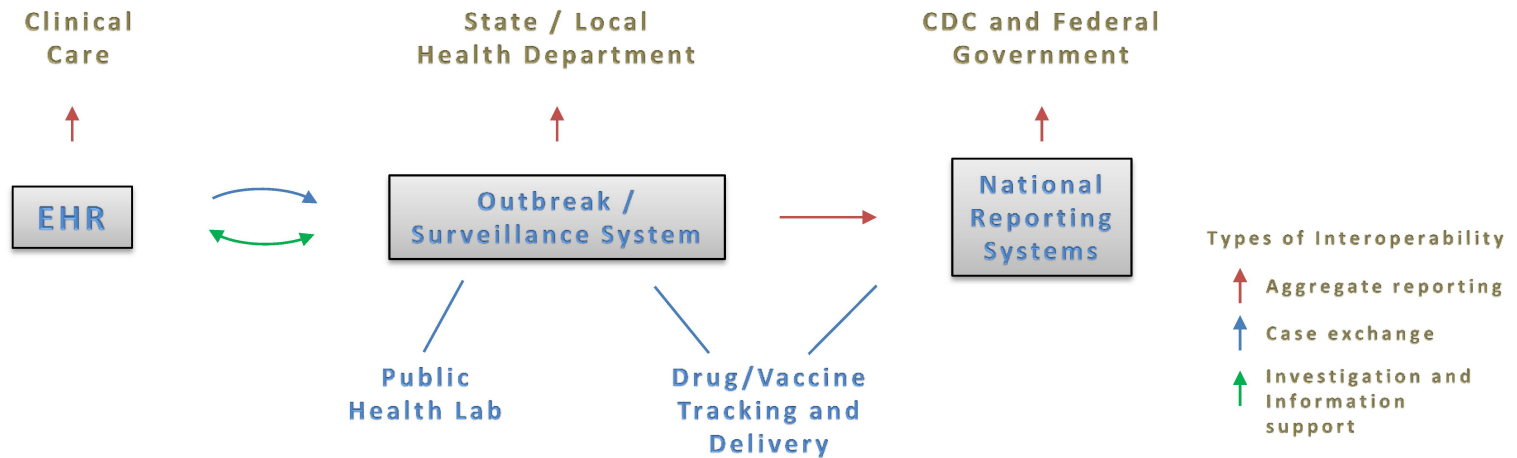 Clinical
Care
State / Local
Health Department
CDC and Federal
Government
EHR
Outbreak /
Surveillance System
National
Reporting
Systems
Public
Health Lab
Drug/Vaccine
Tracking and
Delivery
Types of Interoperability
Aggregate reporting
Case exchange
Investigation and
Information
support